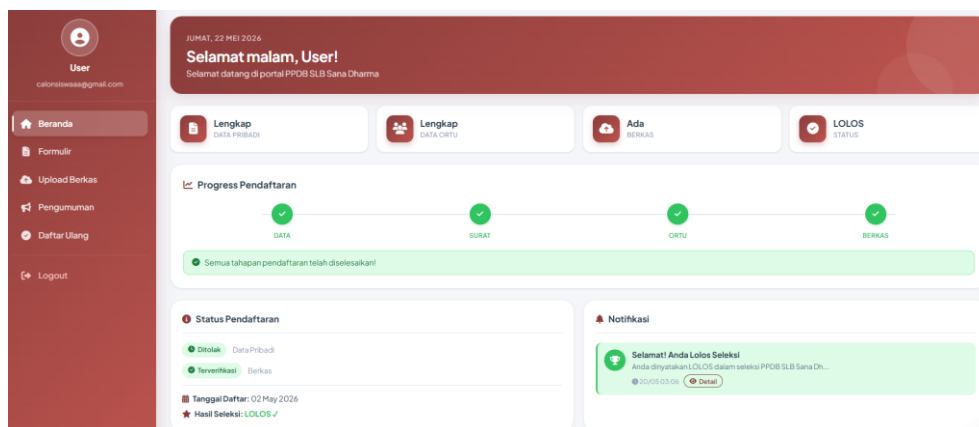 User
calonsiswaaa@gmail.com
Beranda
Formulir
Upload Berkas
Pengumuman
Daftar Ulang
Logout
JUMAT, 22 MEI 2026
Selamat malam, User!
Selamat datang di portal PPDB SLB Sana Dharma
Lengkap
DATA PRIBADI
Lengkap
DATA ORTU
Ada
BERKAS
LOLOS
STATUS
Progress Pendaftaran
DATA
SURAT
ORTU
BERKAS
Semua tahapan pendaftaran telah diselesaikan!
Status Pendaftaran
Ditolak Data Pribadi
Terverifikasi Berkas
Tanggal Daftar: 02 May 2026
Hasil Seleksi: LOLOS ✓
Notifikasi
Selamat! Anda Lolos Seleksi
Anda dinyatakan LOLOS dalam seleksi PPDB SLB Sana Dh...
20/05 03:06 Detail